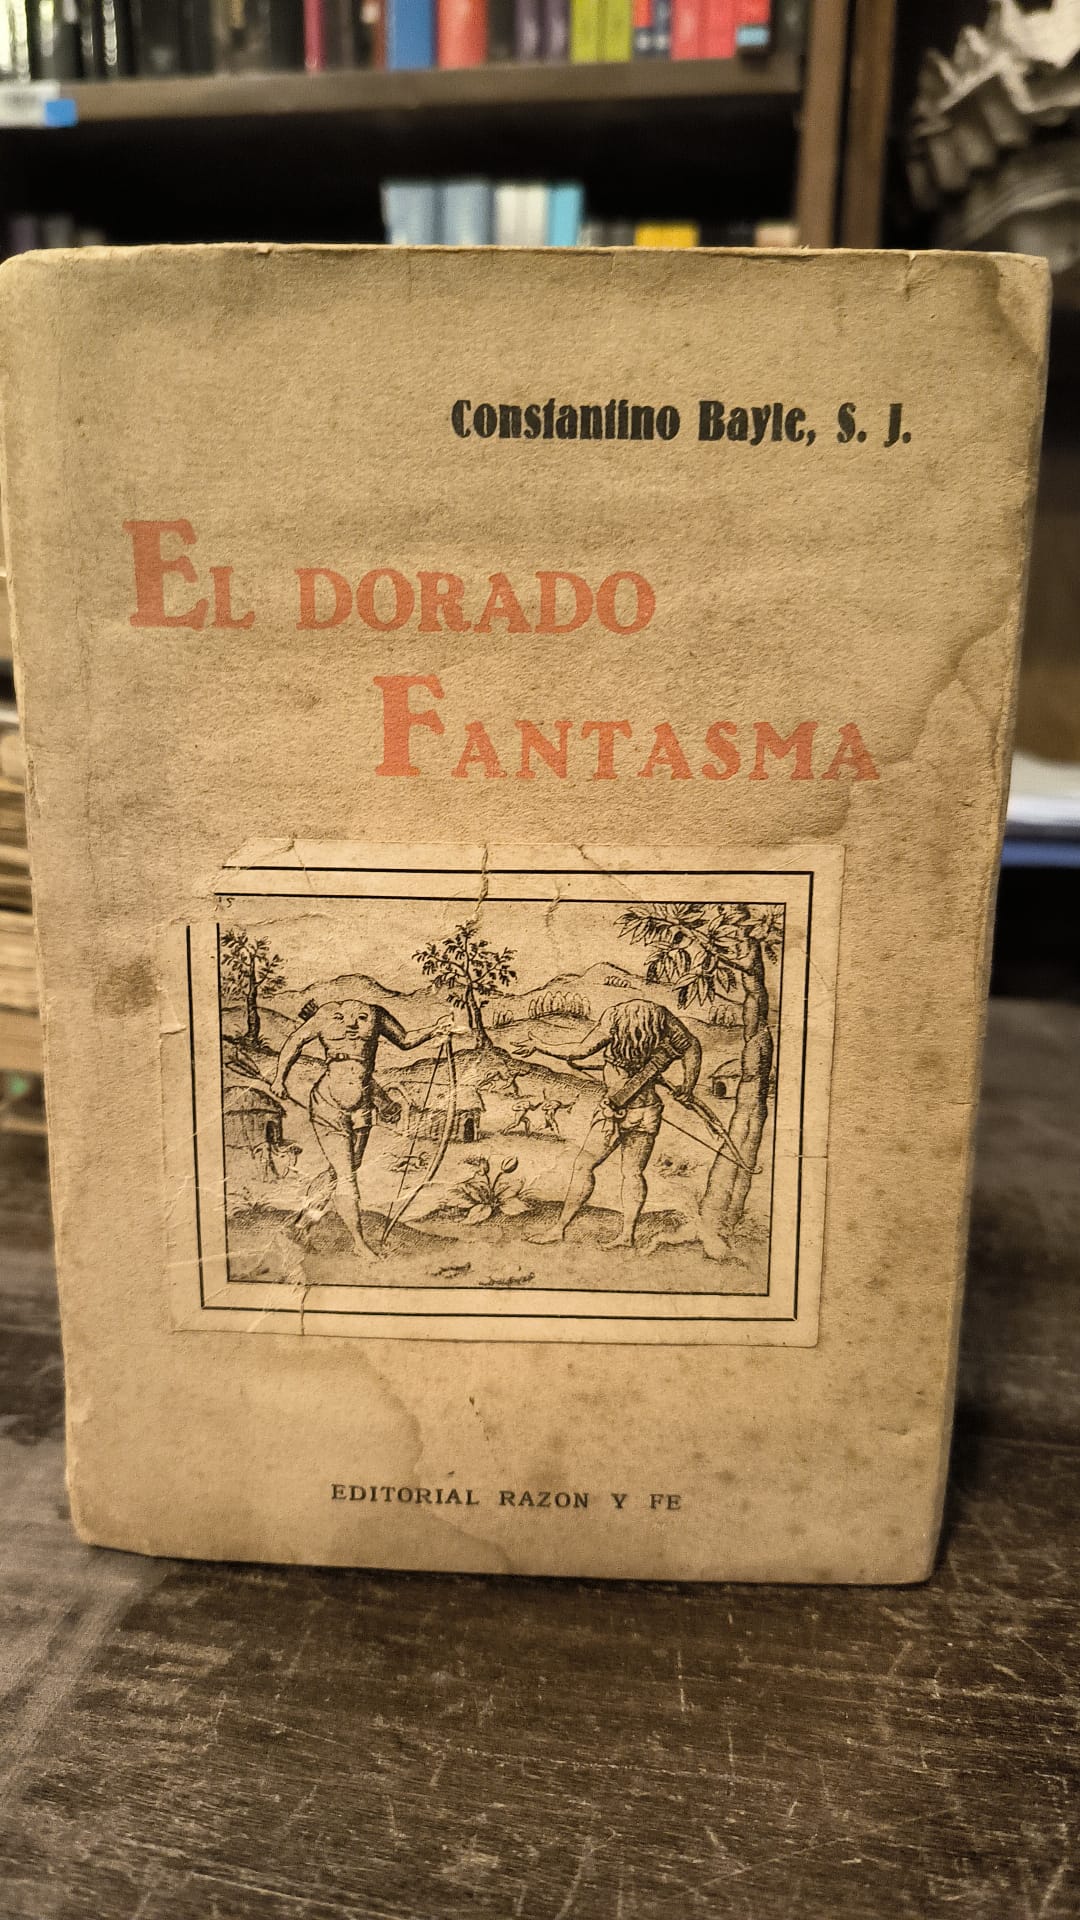 Constantino Bayle, S. J.
EL DORADO
FANTASMA
EDITORIAL RAZON Y FE